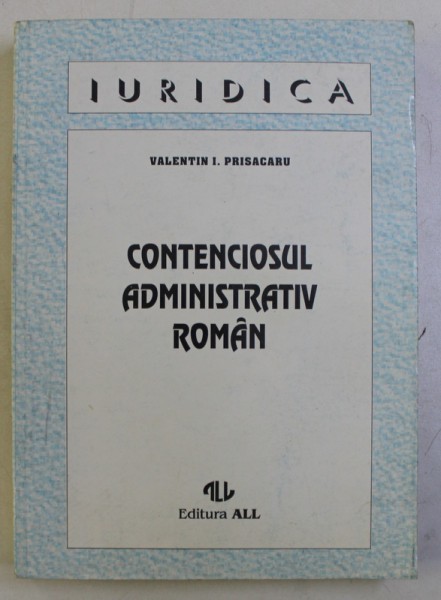 IURIDICA
VALENTIN I. PRISACARU
CONTENCIOSUL
ADMINISTRATIV
ROMÂN
ALL
Editura ALL